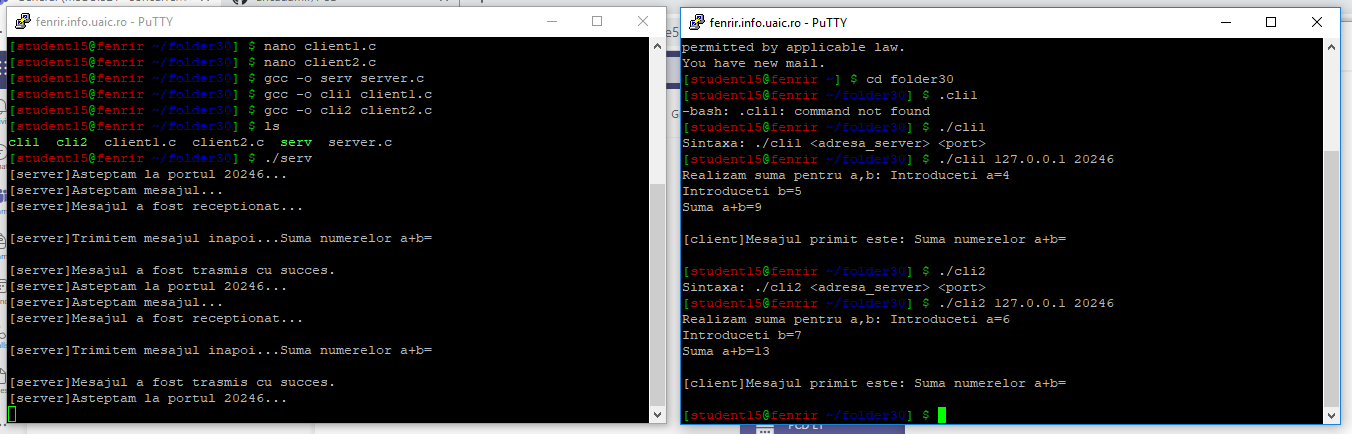 fenrir.info.uaic.ro - PuTTY
[student15@fenrir ~/folder30] $ nano client1.c
[student15@fenrir ~/folder30] $ nano client2.c
[student15@fenrir ~/folder30] $ gcc -o serv server.c
[student15@fenrir ~/folder30] $ gcc -o cli1 client1.c
[student15@fenrir ~/folder30] $ gcc -o cli2 client2.c
[student15@fenrir ~/folder30] $ ls
cli1 cli2 client1.c client2.c serv server.c
[student15@fenrir ~/folder30] $ ./serv
[server]Asteptam la portul 20246...
[server]Asteptam mesajul...
[server]Mesajul a fost receptionat...
[server]Trimitem mesajul inapoi...Suma numerelor a+b=
[server]Mesajul a fost trasmis cu succes.
[server]Asteptam la portul 20246...
[server]Asteptam mesajul...
[server]Mesajul a fost receptionat...
[server]Trimitem mesajul inapoi...Suma numerelor a+b=
[server]Mesajul a fost trasmis cu succes.
[server]Asteptam la portul 20246...
fenrir.info.uaic.ro - PuTTY
permitted by applicable law.
You have new mail.
[student15@fenrir ~] $ cd folder30
[student15@fenrir ~/folder30] $ .cli1
-bash: .cli1: command not found
[student15@fenrir ~/folder30] $ ./cli1
Sintaxa: ./cli1 <adresa_server> <port>
[student15@fenrir ~/folder30] $ ./cli1 127.0.0.1 20246
Realizam suma pentru a,b: Introduceti a=4
Introduceti b=5
Suma a+b=9
[client]Mesajul primit este: Suma numerelor a+b=
[student15@fenrir ~/folder30] $ ./cli2
Sintaxa: ./cli2 <adresa_server> <port>
[student15@fenrir ~/folder30] $ ./cli2 127.0.0.1 20246
Realizam suma pentru a,b: Introduceti a=6
Introduceti b=7
Suma a+b=13
[client]Mesajul primit este: Suma numerelor a+b=
[student15@fenrir ~/folder30] $